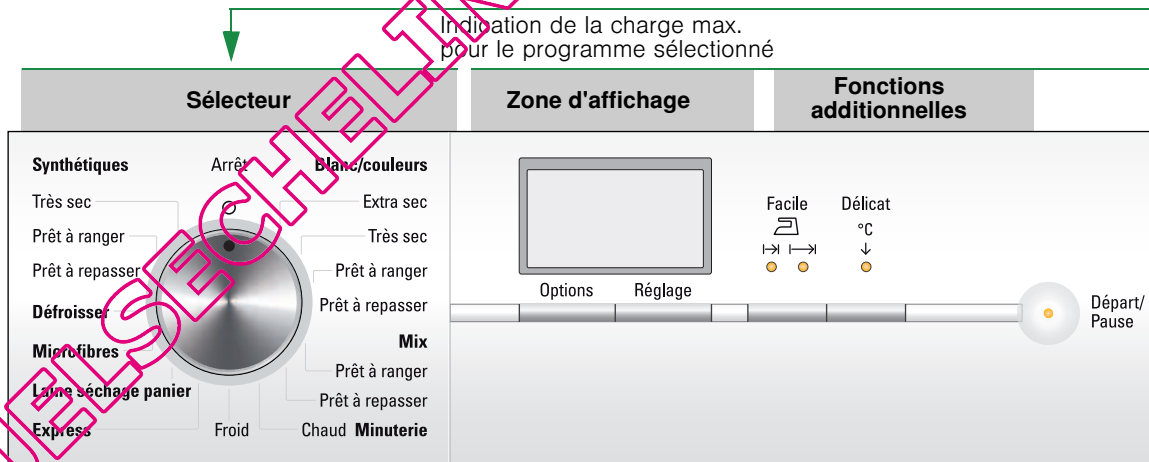 Indication de la charge max.
pour le programme sélectionné
Sélecteur
Zone d'affichage
Fonctions
additionnelles
Synthétiques
Arrêt
Blanc/couleurs
Très sec
Extra sec
Prêt à ranger
Très sec
Prêt à repasser
Prêt à ranger
Défroisser
Prêt à repasser
Microfibres
Mix
Laine séchage panier
Prêt à ranger
Prêt à repasser
Express
Froid
Chaud Minuterie
Facile
Délicat
°C
Options
Réglage
Départ/
Pause